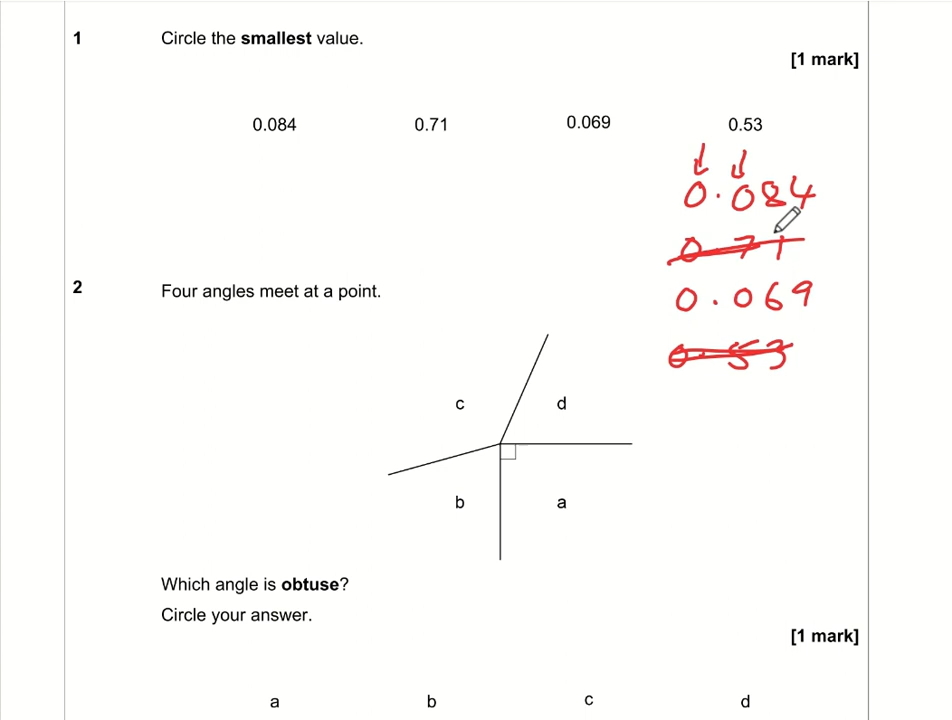 1 Circle the smallest value.
[1 mark]
0.084 0.71 0.069 0.53
0.084
0.71
0.069
0.53
2 Four angles meet at a point.
c d
b a
Which angle is obtuse?
Circle your answer.
[1 mark]
a b c d